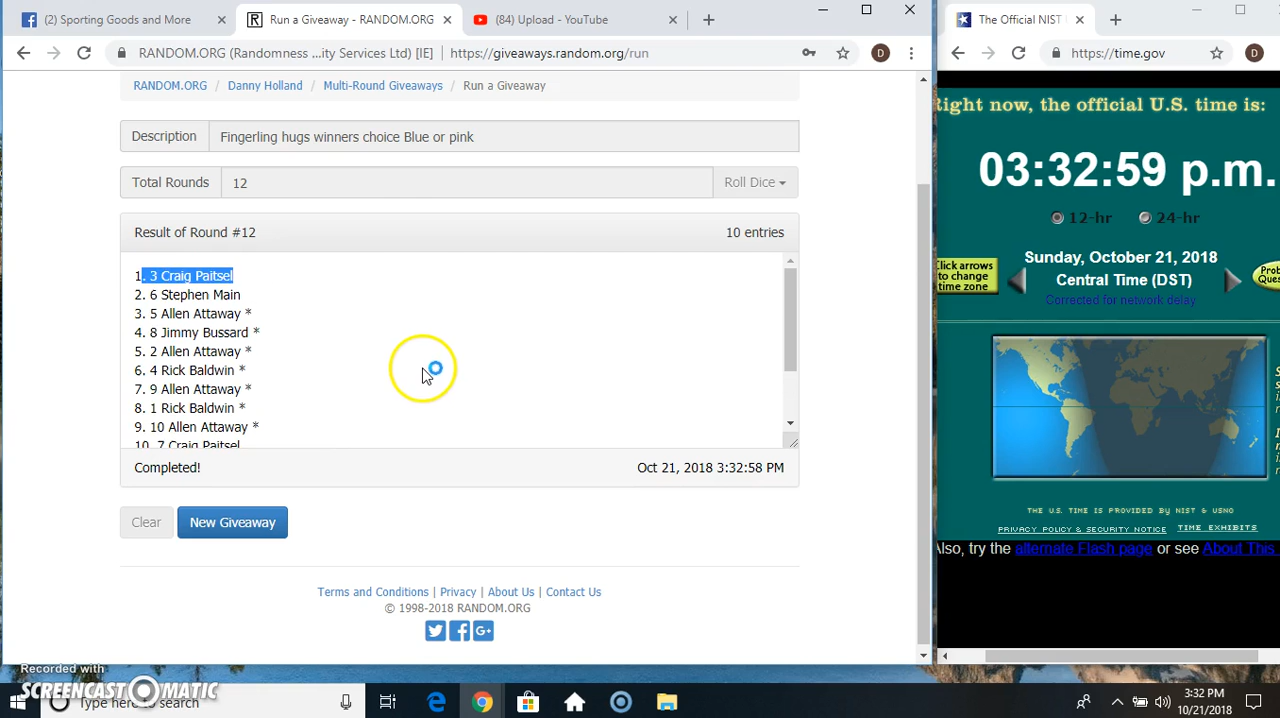 (2) Sporting Goods and More
Run a Giveaway - RANDOM.ORG
(84) Upload - YouTube
The Official NIST
RANDOM.ORG (Randomness ...ity Services Ltd) [IE] https://giveaways.random.org/run
https://time.gov
D
D
RANDOM.ORG / Danny Holland / Multi-Round Giveaways / Run a Giveaway
Description Fingerling hugs winners choice Blue or pink
Total Rounds 12 Roll Dice
Result of Round #12 10 entries
1. 3 Craig Paitsel
2. 6 Stephen Main
3. 5 Allen Attaway *
4. 8 Jimmy Bussard *
5. 2 Allen Attaway *
6. 4 Rick Baldwin *
7. 9 Allen Attaway *
8. 1 Rick Baldwin *
9. 10 Allen Attaway *
10. 7 Craig Paitsel
Completed! Oct 21, 2018 3:32:58 PM
Clear New Giveaway
Terms and Conditions | Privacy | About Us | Contact Us
© 1998-2018 RANDOM.ORG
Right now, the official U.S. time is:
03:32:59 p.m.
12-hr 24-hr
Click arrows
to change
time zone
Sunday, October 21, 2018
Central Time (DST)
Corrected for network delay
THE U.S. TIME IS PROVIDED BY NIST & USNO
PRIVACY POLICY & SECURITY NOTICE TIME EXHIBITS
Also, try the alternate Flash page or see About This
Recorded with
SCREENCAST-O-MATIC
Type here to search
3:32 PM
10/21/2018